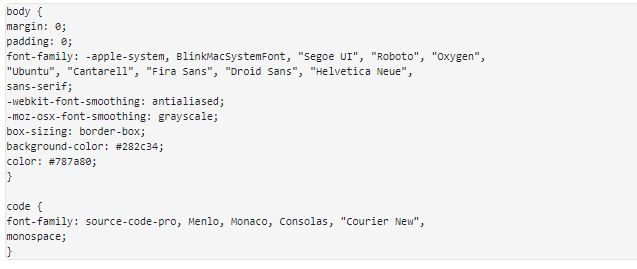 body {
margin: 0;
padding: 0;
font-family: -apple-system, BlinkMacSystemFont, "Segoe UI", "Roboto", "Oxygen",
"Ubuntu", "Cantarell", "Fira Sans", "Droid Sans", "Helvetica Neue",
sans-serif;
-webkit-font-smoothing: antialiased;
-moz-osx-font-smoothing: grayscale;
box-sizing: border-box;
background-color: #282c34;
color: #787a80;
}

code {
font-family: source-code-pro, Menlo, Monaco, Consolas, "Courier New",
monospace;
}